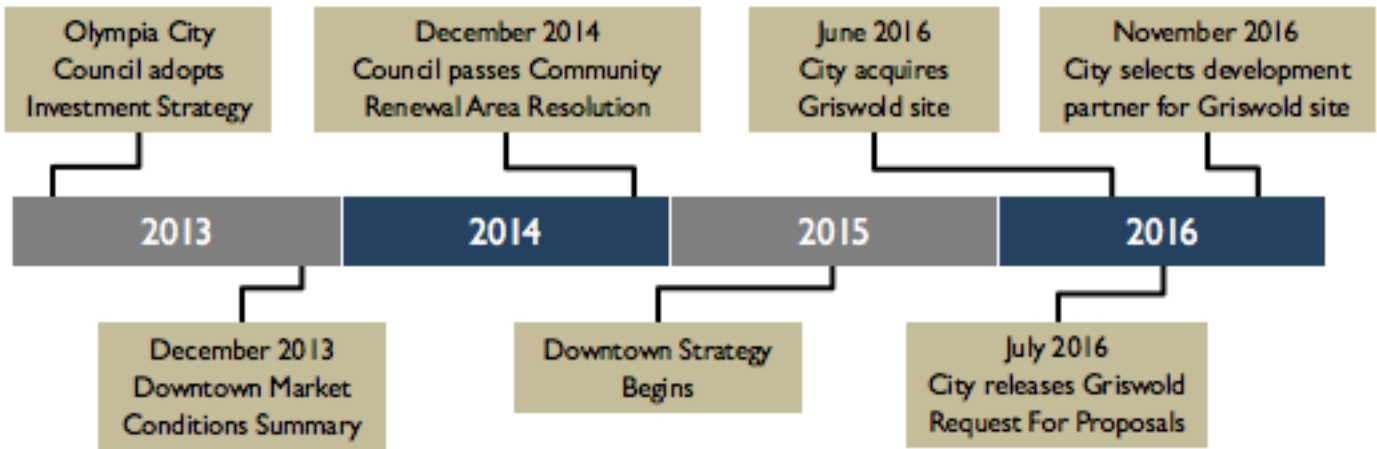 Olympia City
Council adopts
Investment Strategy
December 2014
Council passes Community
Renewal Area Resolution
June 2016
City acquires
Griswold site
November 2016
City selects development
partner for Griswold site
2013
2014
2015
2016
December 2013
Downtown Market
Conditions Summary
Downtown Strategy
Begins
July 2016
City releases Griswold
Request For Proposals